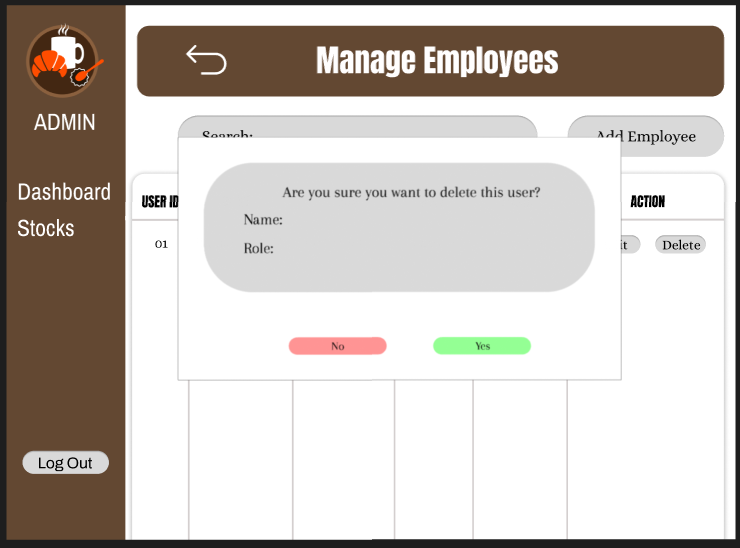 Manage Employees
ADMIN
Search:
Add Employee
Dashboard
Stocks
USER ID
ACTION
Are you sure you want to delete this user?
Name:
Role:
01
Delete
No
Yes
Log Out